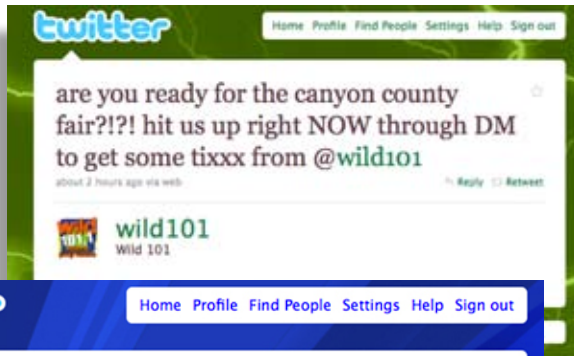 twitter
Home Profile Find People Settings Help Sign out
are you ready for the canyon county
fair?!?! hit us up right NOW through DM
to get some tixxx from @wild101
about 2 hours ago via web
Reply Retweet
wild101
Wild 101
Home Profile Find People Settings Help Sign out